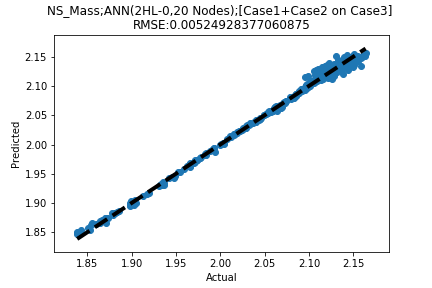 NS_Mass;ANN(2HL-0,20 Nodes);[Case1+Case2 on Case3]
RMSE:0.00524928377060875
2.15
2.10
2.05
2.00
1.95
1.90
1.85
Predicted
1.85 1.90 1.95 2.00 2.05 2.10 2.15
Actual